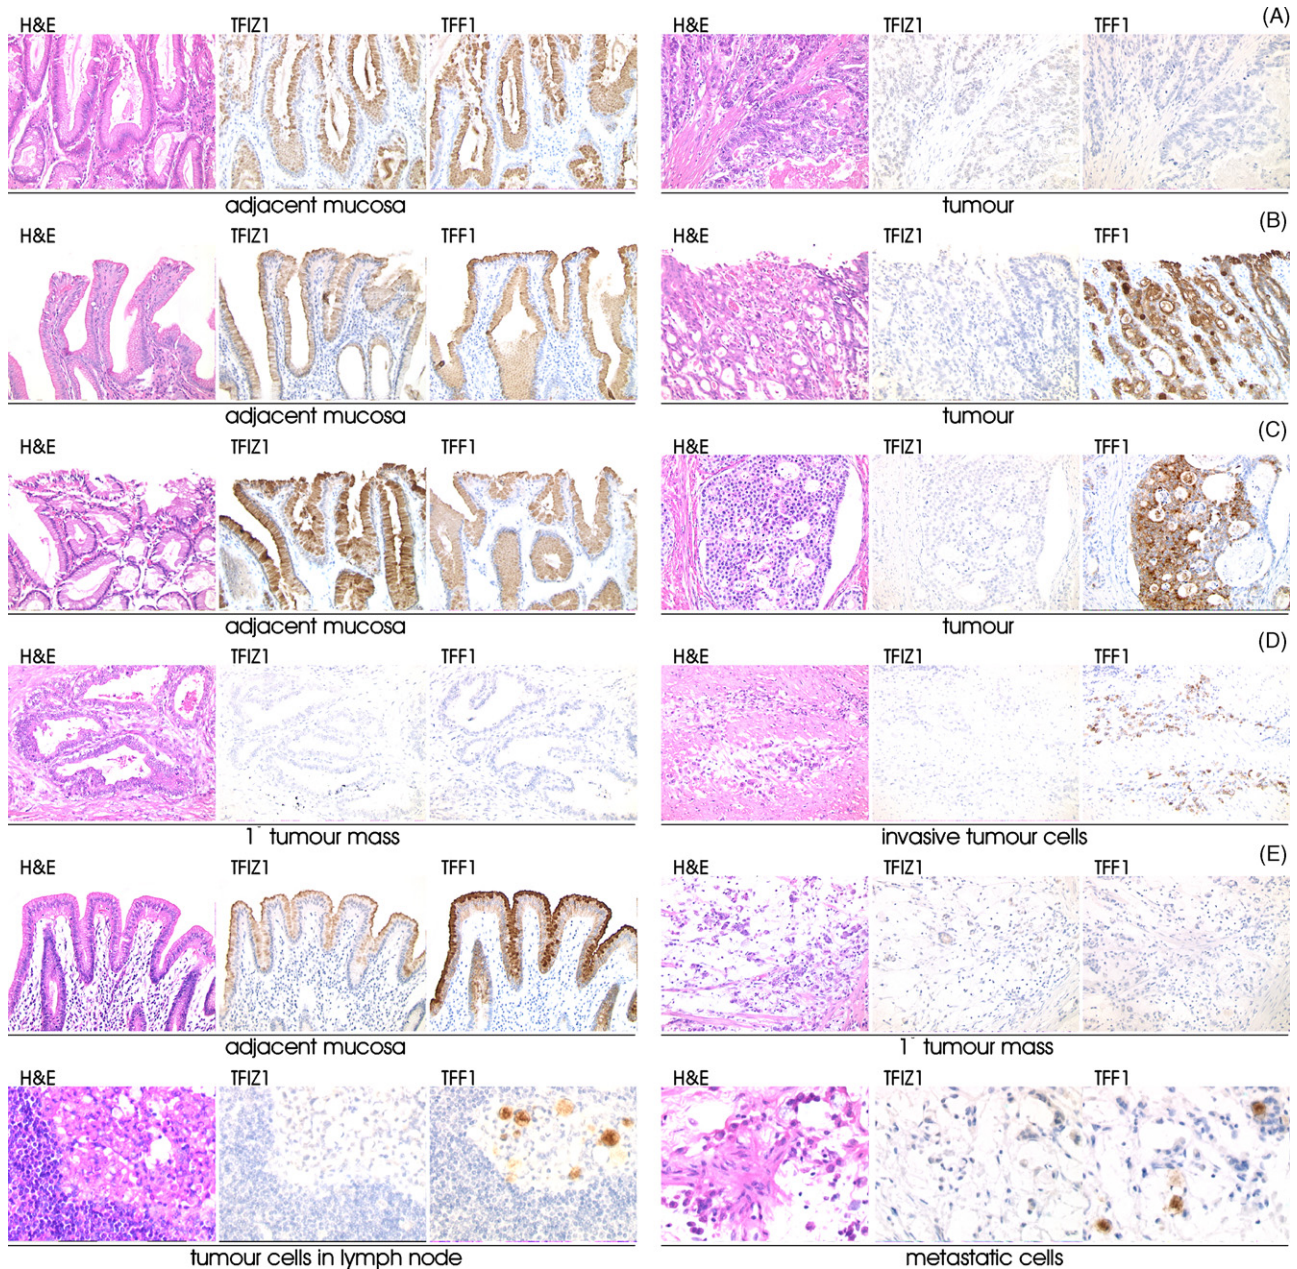 (A)
H&E TFIZ1 TFF1 H&E TFIZ1 TFF1
adjacent mucosa tumour
(B)
H&E TFIZ1 TFF1 H&E TFIZ1 TFF1
adjacent mucosa tumour
(C)
H&E TFIZ1 TFF1 H&E TFIZ1 TFF1
adjacent mucosa tumour
(D)
H&E TFIZ1 TFF1 H&E TFIZ1 TFF1
1˚ tumour mass invasive tumour cells
(E)
H&E TFIZ1 TFF1 H&E TFIZ1 TFF1
adjacent mucosa 1˚ tumour mass
H&E TFIZ1 TFF1 H&E TFIZ1 TFF1
tumour cells in lymph node metastatic cells